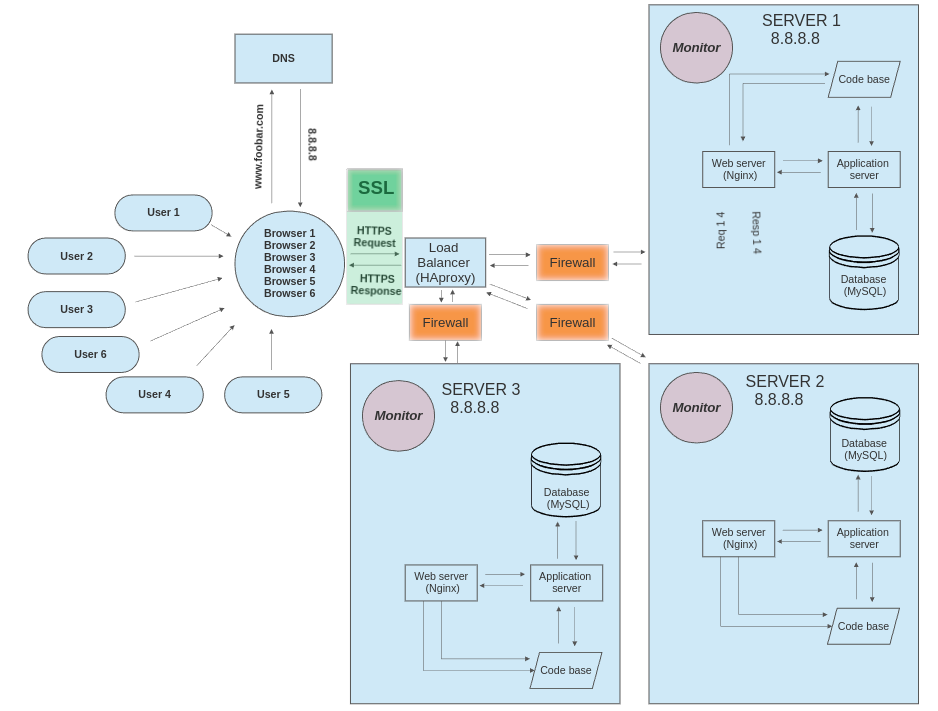 DNS
www.foobar.com
8.8.8.8
User 1
User 2
User 3
User 6
User 4
User 5
Browser 1
Browser 2
Browser 3
Browser 4
Browser 5
Browser 6
SSL
HTTPS
Request
HTTPS
Response
Load
Balancer
(HAproxy)
Firewall
Firewall
Firewall
SERVER 1
8.8.8.8
Monitor
Code base
Web server
(Nginx)
Application
server
Req 1 4
Resp 1 4
Database
(MySQL)
SERVER 3
8.8.8.8
Monitor
Database
(MySQL)
Web server
(Nginx)
Application
server
Code base
SERVER 2
8.8.8.8
Monitor
Database
(MySQL)
Web server
(Nginx)
Application
server
Code base